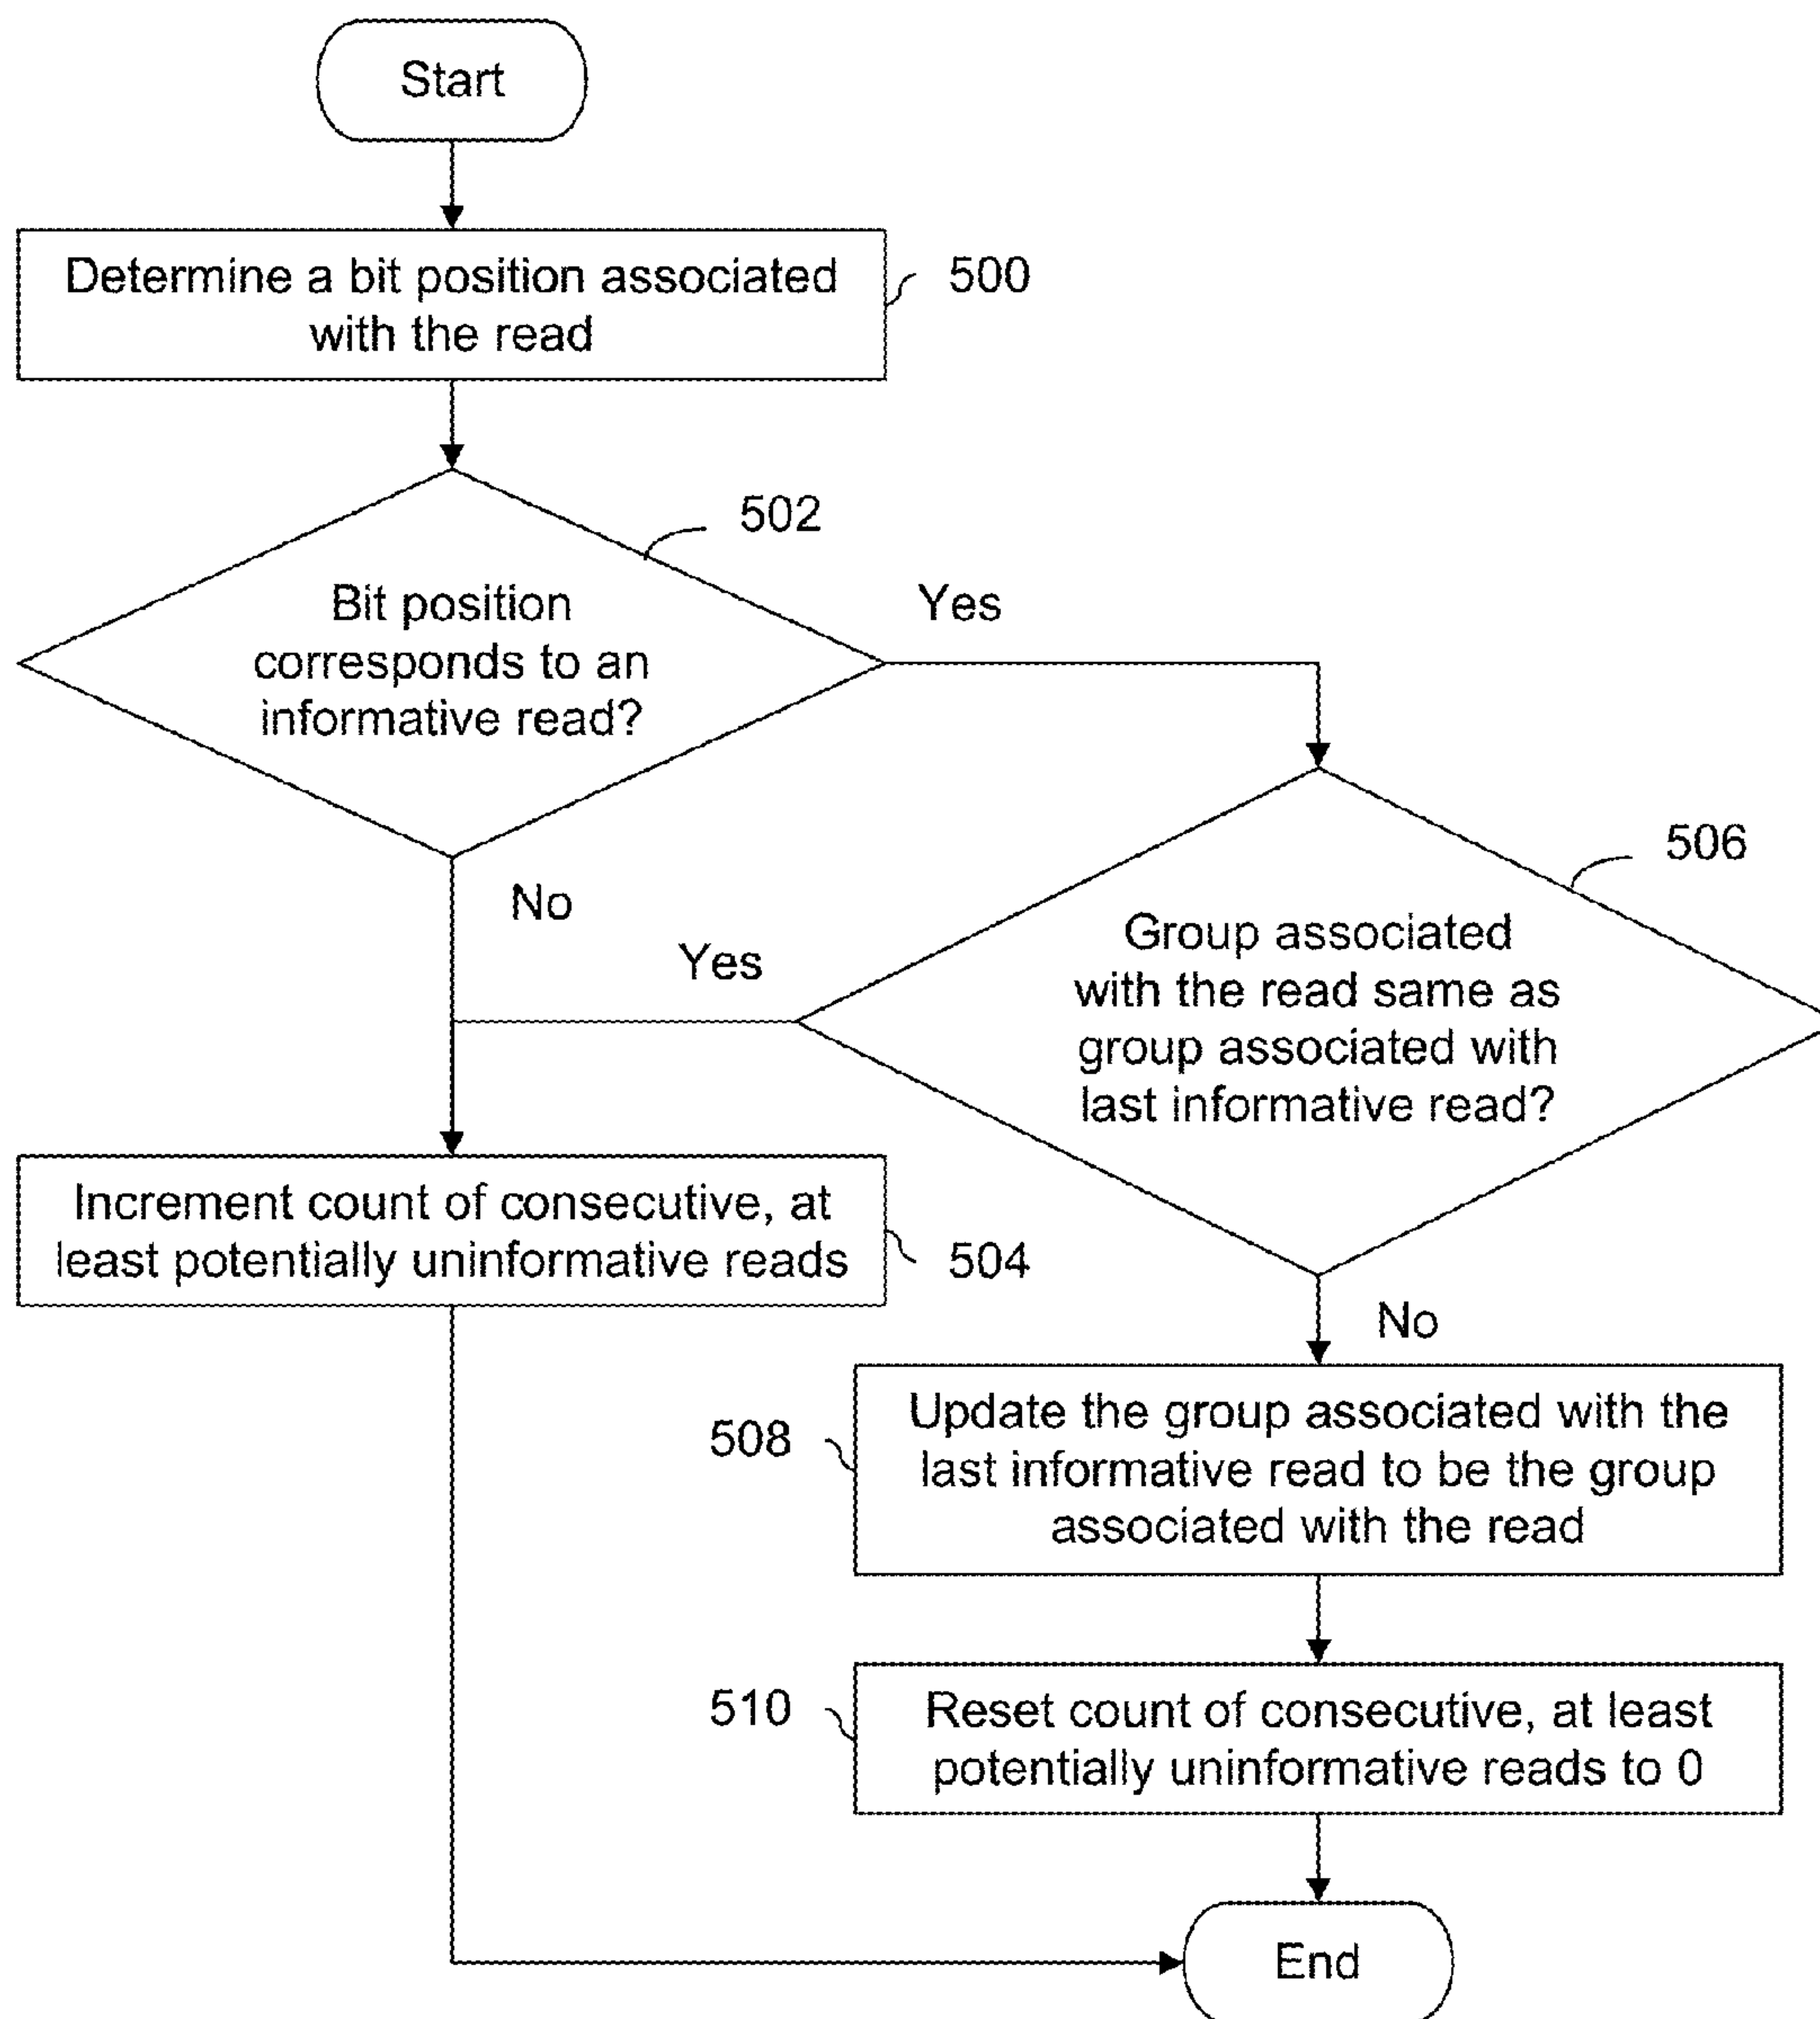 Start
Determine a bit position associated
with the read
500
502
Bit position
corresponds to an
informative read?
Yes
No
506
Group associated
with the read same as
group associated with
last informative read?
Yes
No
Increment count of consecutive, at
least potentially uninformative reads
504
508
Update the group associated with the
last informative read to be the group
associated with the read
510
Reset count of consecutive, at least
potentially uninformative reads to 0
End